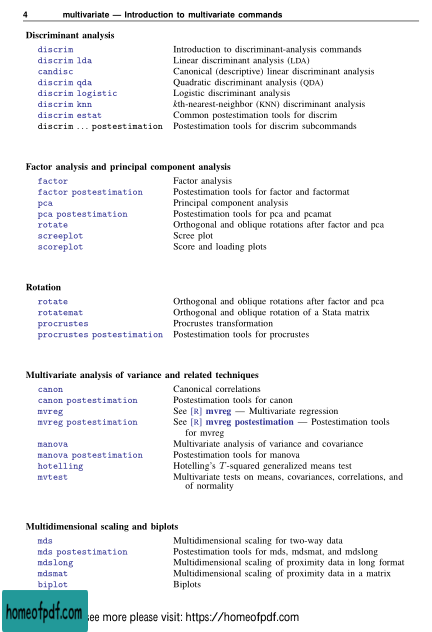 4 multivariate — Introduction to multivariate commands
Discriminant analysis
discrim Introduction to discriminant-analysis commands
discrim lda Linear discriminant analysis (LDA)
candisc Canonical (descriptive) linear discriminant analysis
discrim qda Quadratic discriminant analysis (QDA)
discrim logistic Logistic discriminant analysis
discrim knn kth-nearest-neighbor (KNN) discriminant analysis
discrim estat Common postestimation tools for discrim
discrim ... postestimation Postestimation tools for discrim subcommands
Factor analysis and principal component analysis
factor Factor analysis
factor postestimation Postestimation tools for factor and factormat
pca Principal component analysis
pca postestimation Postestimation tools for pca and pcamat
rotate Orthogonal and oblique rotations after factor and pca
screeplot Scree plot
scoreplot Score and loading plots
Rotation
rotate Orthogonal and oblique rotations after factor and pca
rotatemat Orthogonal and oblique rotation of a Stata matrix
procrustes Procrustes transformation
procrustes postestimation Postestimation tools for procrustes
Multivariate analysis of variance and related techniques
canon Canonical correlations
canon postestimation Postestimation tools for canon
mvreg See [R] mvreg — Multivariate regression
mvreg postestimation See [R] mvreg postestimation — Postestimation tools
for mvreg
manova Multivariate analysis of variance and covariance
manova postestimation Postestimation tools for manova
hotelling Hotelling's T-squared generalized means test
mvtest Multivariate tests on means, covariances, correlations, and
of normality
Multidimensional scaling and biplots
mds Multidimensional scaling for two-way data
mds postestimation Postestimation tools for mds, mdsmat, and mdslong
mdslong Multidimensional scaling of proximity data in long format
mdsmat Multidimensional scaling of proximity data in a matrix
biplot Biplots
homeofpdf.com see more please visit: https://homeofpdf.com